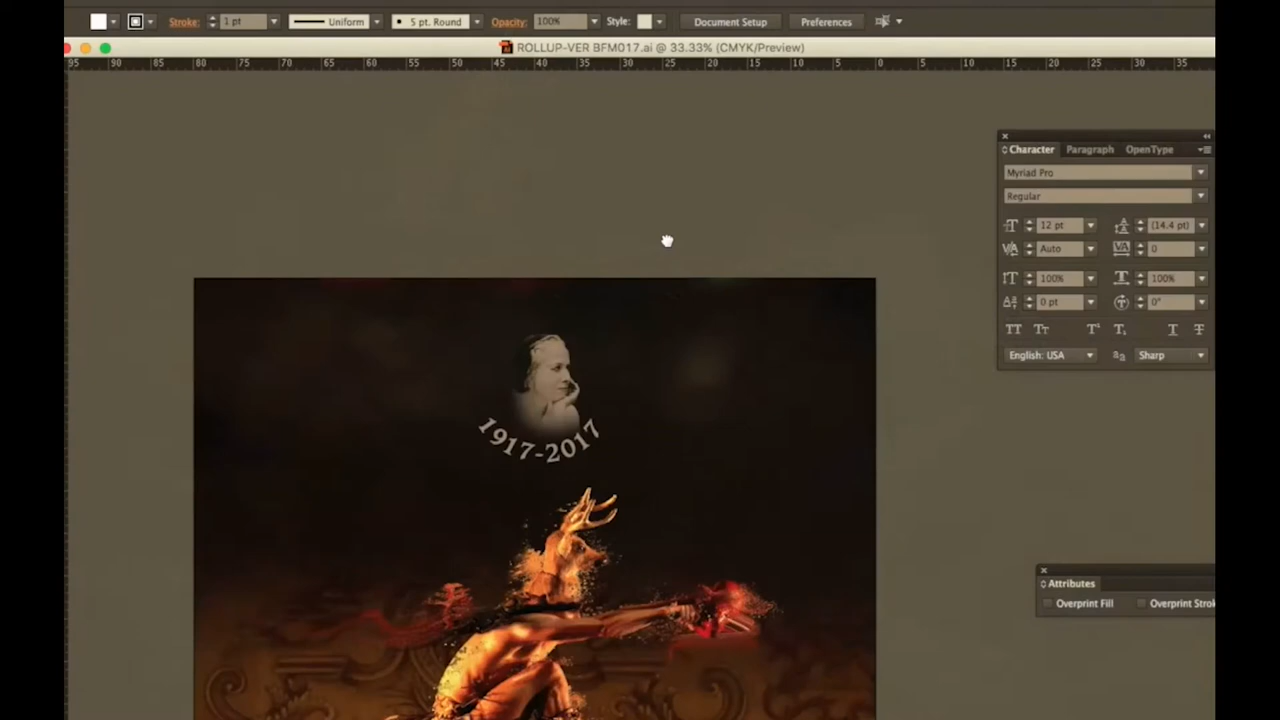 Stroke: 1 pt Uniform 5 pt. Round Opacity: 100% Style: Document Setup Preferences
ROLLUP-VER BFM017.ai @ 33.33% (CMYK/Preview)
95 90 85 80 75 70 65 60 55 50 45 40 35 30 25 20 15 10 5 0 5 10 15 20 25 30 35
Character Paragraph OpenType
Myriad Pro
Regular
12 pt (14.4 pt)
Auto 0
100% 100%
0 pt 0°
English: USA Sharp
1917-2017
Attributes
Overprint Fill Overprint Strok